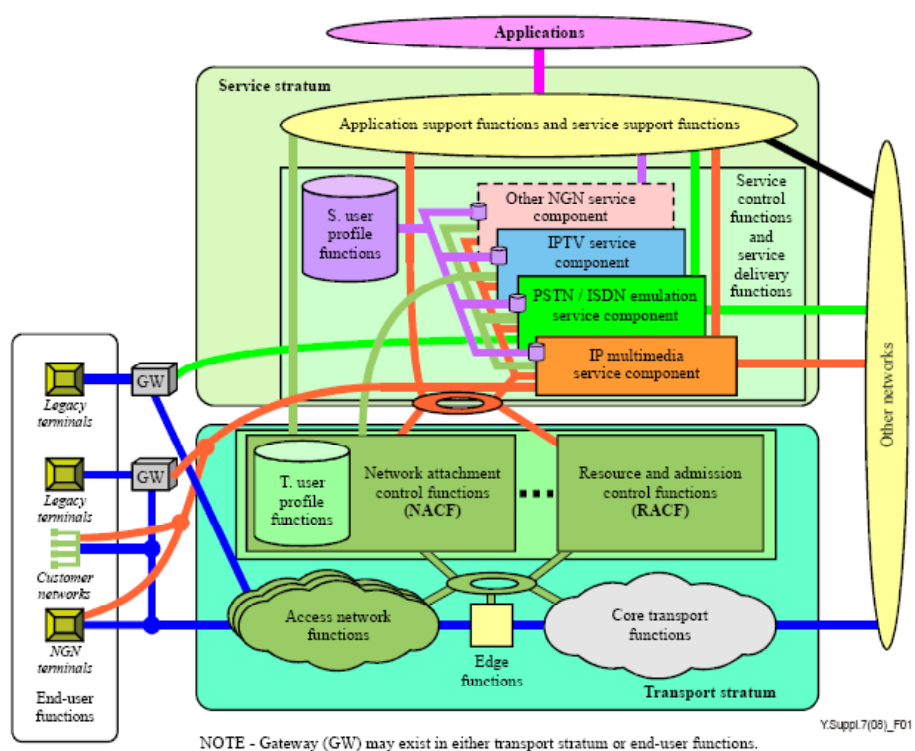 Applications
Service stratum
Application support functions and service support functions
S. user
profile
functions
Other NGN service
component
IPTV service
component
PSTN / ISDN emulation
service component
IP multimedia
service component
Service
control
functions
and
service
delivery
functions
Other networks
GW
Legacy
terminals
GW
Legacy
terminals
Customer
networks
NGN
terminals
End-user
functions
T. user
profile
functions
Network attachment
control functions
(NACF)
Resource and admission
control functions
(RACF)
Access network
functions
Edge
functions
Core transport
functions
Transport stratum
Y.Suppl.7(08)_F01
NOTE - Gateway (GW) may exist in either transport stratum or end-user functions.